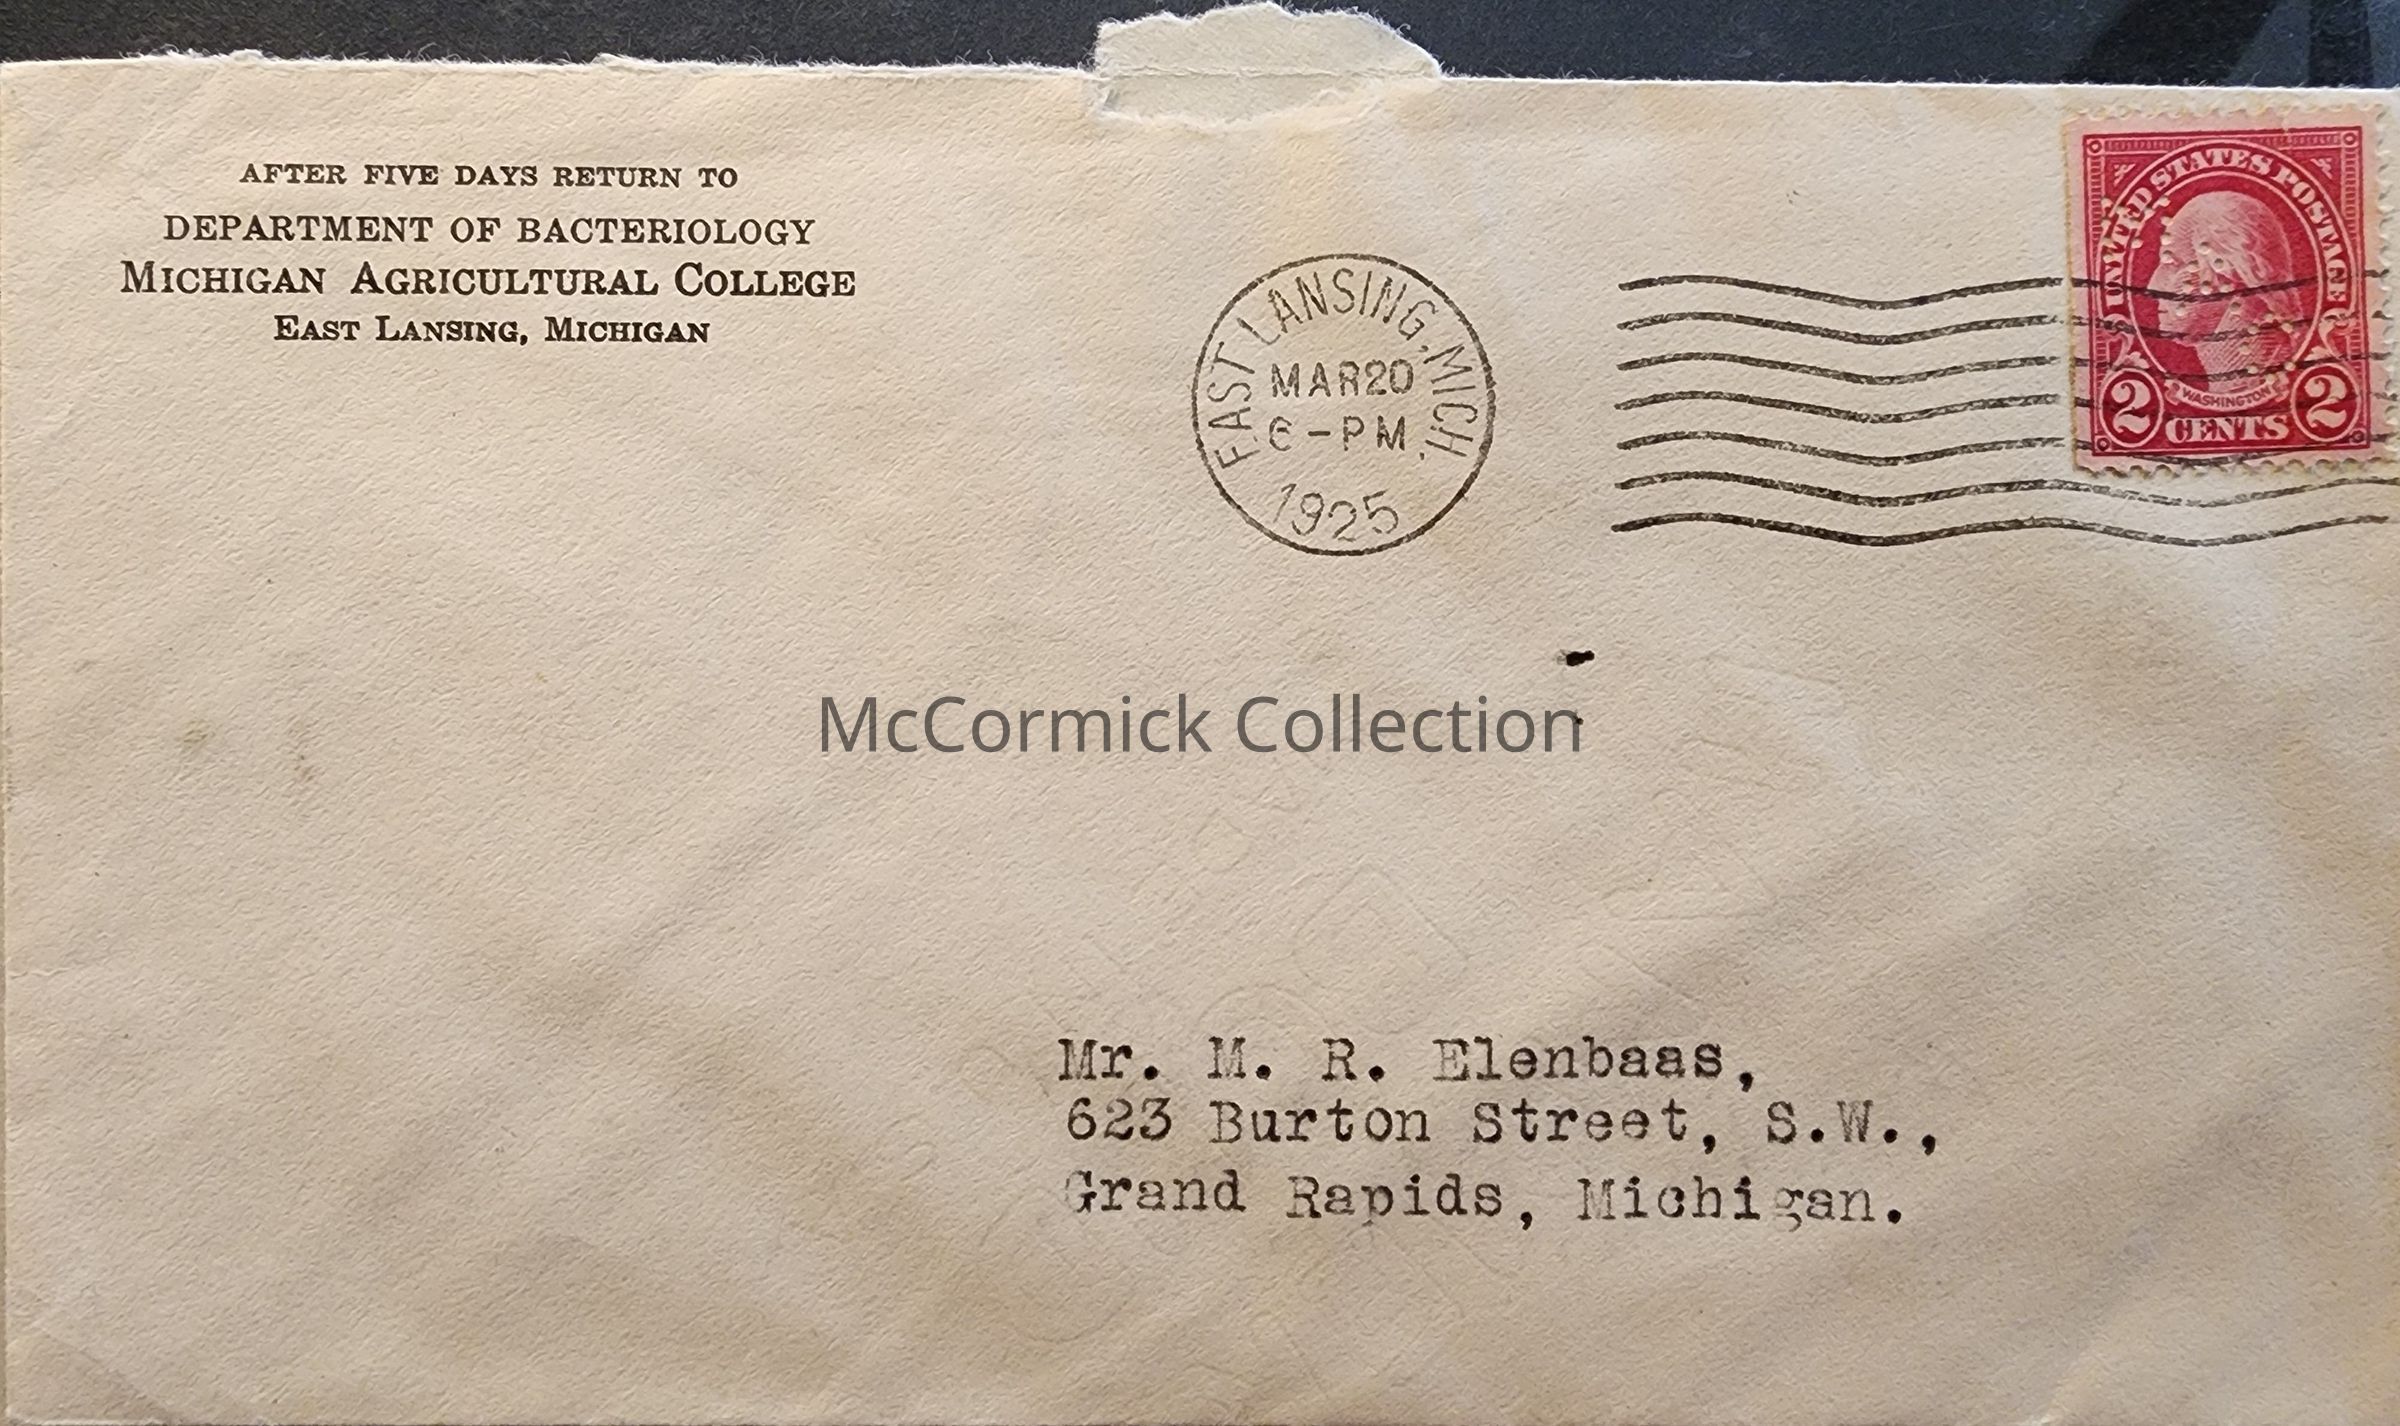 AFTER FIVE DAYS RETURN TO
DEPARTMENT OF BACTERIOLOGY
MICHIGAN AGRICULTURAL COLLEGE
EAST LANSING, MICHIGAN
EAST LANSING, MICH.
MAR 20
6-PM
1925
UNITED STATES POSTAGE
WASHINGTON
2 CENTS 2
McCormick Collection
Mr. M. R. Elenbaas,
623 Burton Street, S.W.,
Grand Rapids, Michigan.